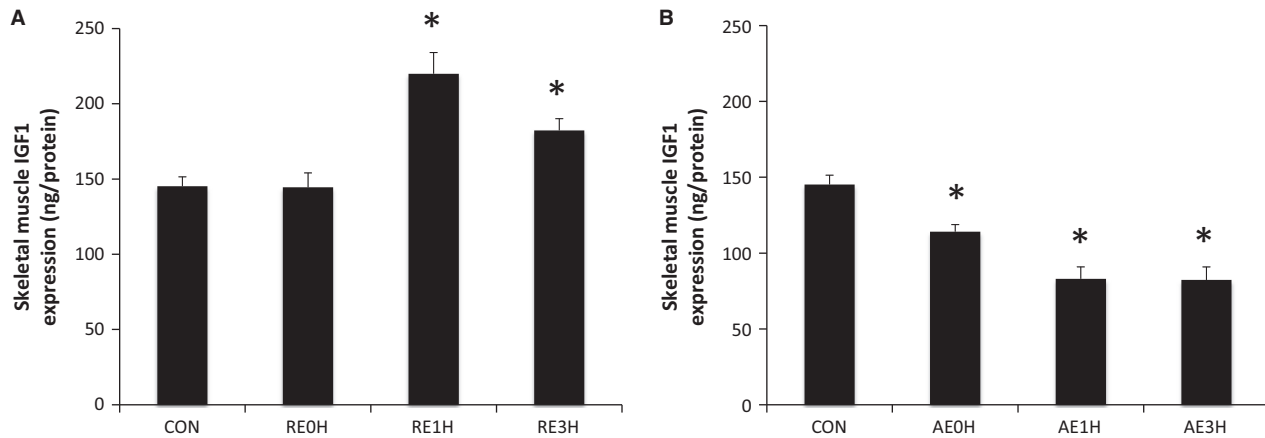 A
Skeletal muscle IGF1
expression (ng/protein)
250
200
150
100
50
0
*
*
CON
RE0H
RE1H
RE3H
B
Skeletal muscle IGF1
expression (ng/protein)
250
200
150
100
50
0
*
*
*
CON
AE0H
AE1H
AE3H